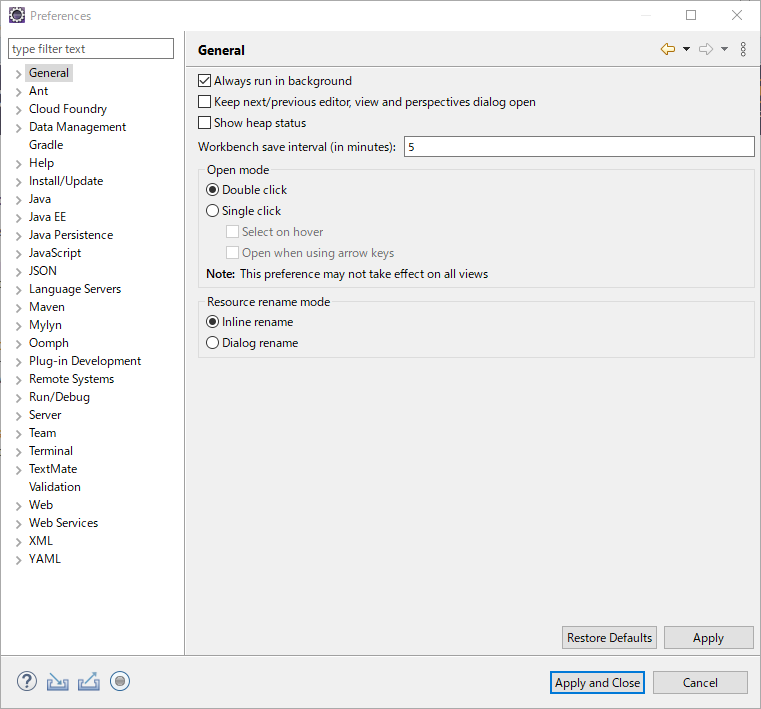 Preferences
type filter text
General
Ant
Cloud Foundry
Data Management
Gradle
Help
Install/Update
Java
Java EE
Java Persistence
JavaScript
JSON
Language Servers
Maven
Mylyn
Oomph
Plug-in Development
Remote Systems
Run/Debug
Server
Team
Terminal
TextMate
Validation
Web
Web Services
XML
YAML
General
Always run in background
Keep next/previous editor, view and perspectives dialog open
Show heap status
Workbench save interval (in minutes): 5
Open mode
Double click
Single click
Select on hover
Open when using arrow keys
Note: This preference may not take effect on all views
Resource rename mode
Inline rename
Dialog rename
Restore Defaults Apply
? Apply and Close Cancel